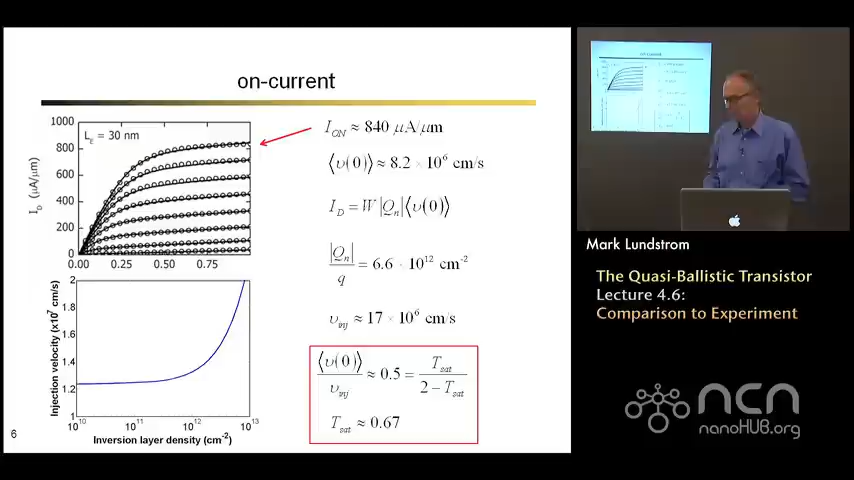 on-current
1000
800
600
400
200
0
I_D (μA/μm)
L_E = 30 nm
0.00 0.25 0.50 0.75
I_ON ≈ 840 μA/μm
⟨υ(0)⟩ ≈ 8.2 × 10^6 cm/s
I_D = W|Q_n|⟨υ(0)⟩
|Q_n|/q = 6.6 · 10^12 cm^-2
υ_inj ≈ 17 × 10^6 cm/s
⟨υ(0)⟩/υ_inj ≈ 0.5 = T_sat/(2 − T_sat)
T_sat ≈ 0.67
2
1.8
1.6
1.4
1.2
1
Injection velocity (×10^7 cm/s)
10^10 10^11 10^12 10^13
Inversion layer density (cm^-2)
6
on-current
Mark Lundstrom
The Quasi-Ballistic Transistor
Lecture 4.6:
Comparison to Experiment
ncn
nanoHUB.org